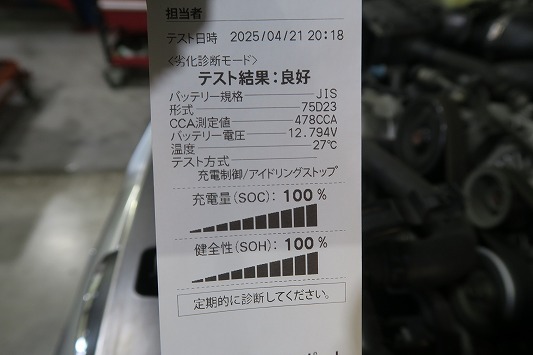 担当者
テスト日時 2025/04/21 20:18
<劣化診断モード>
テスト結果:良好
バッテリー規格 JIS
形式 75D23
CCA測定値 478CCA
バッテリー電圧 12.794V
温度 27℃
テスト方式
充電制御/アイドリングストップ
充電量(SOC): 100 %
健全性(SOH): 100 %
定期的に診断してください。